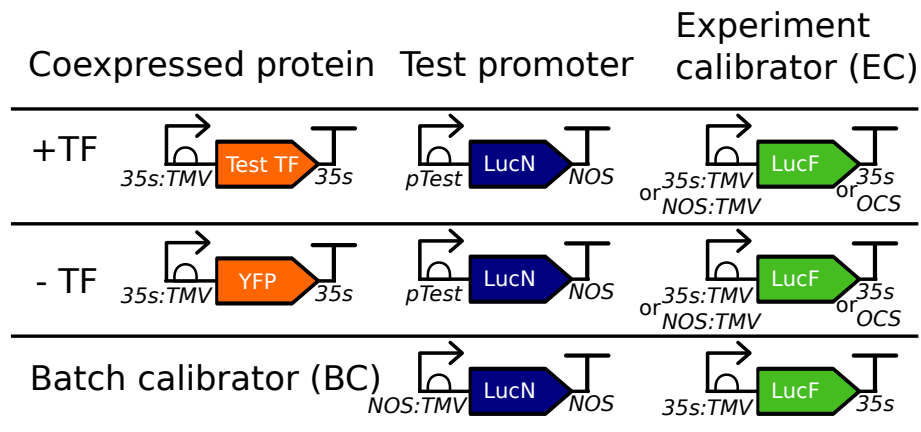 Coexpressed protein Test promoter Experiment calibrator (EC)
+TF
35s:TMV Test TF 35s
pTest LucN NOS
35s:TMV LucF 35s
or NOS:TMV or OCS
- TF
35s:TMV YFP 35s
pTest LucN NOS
35s:TMV LucF 35s
or NOS:TMV or OCS
Batch calibrator (BC)
NOS:TMV LucN NOS
35s:TMV LucF 35s